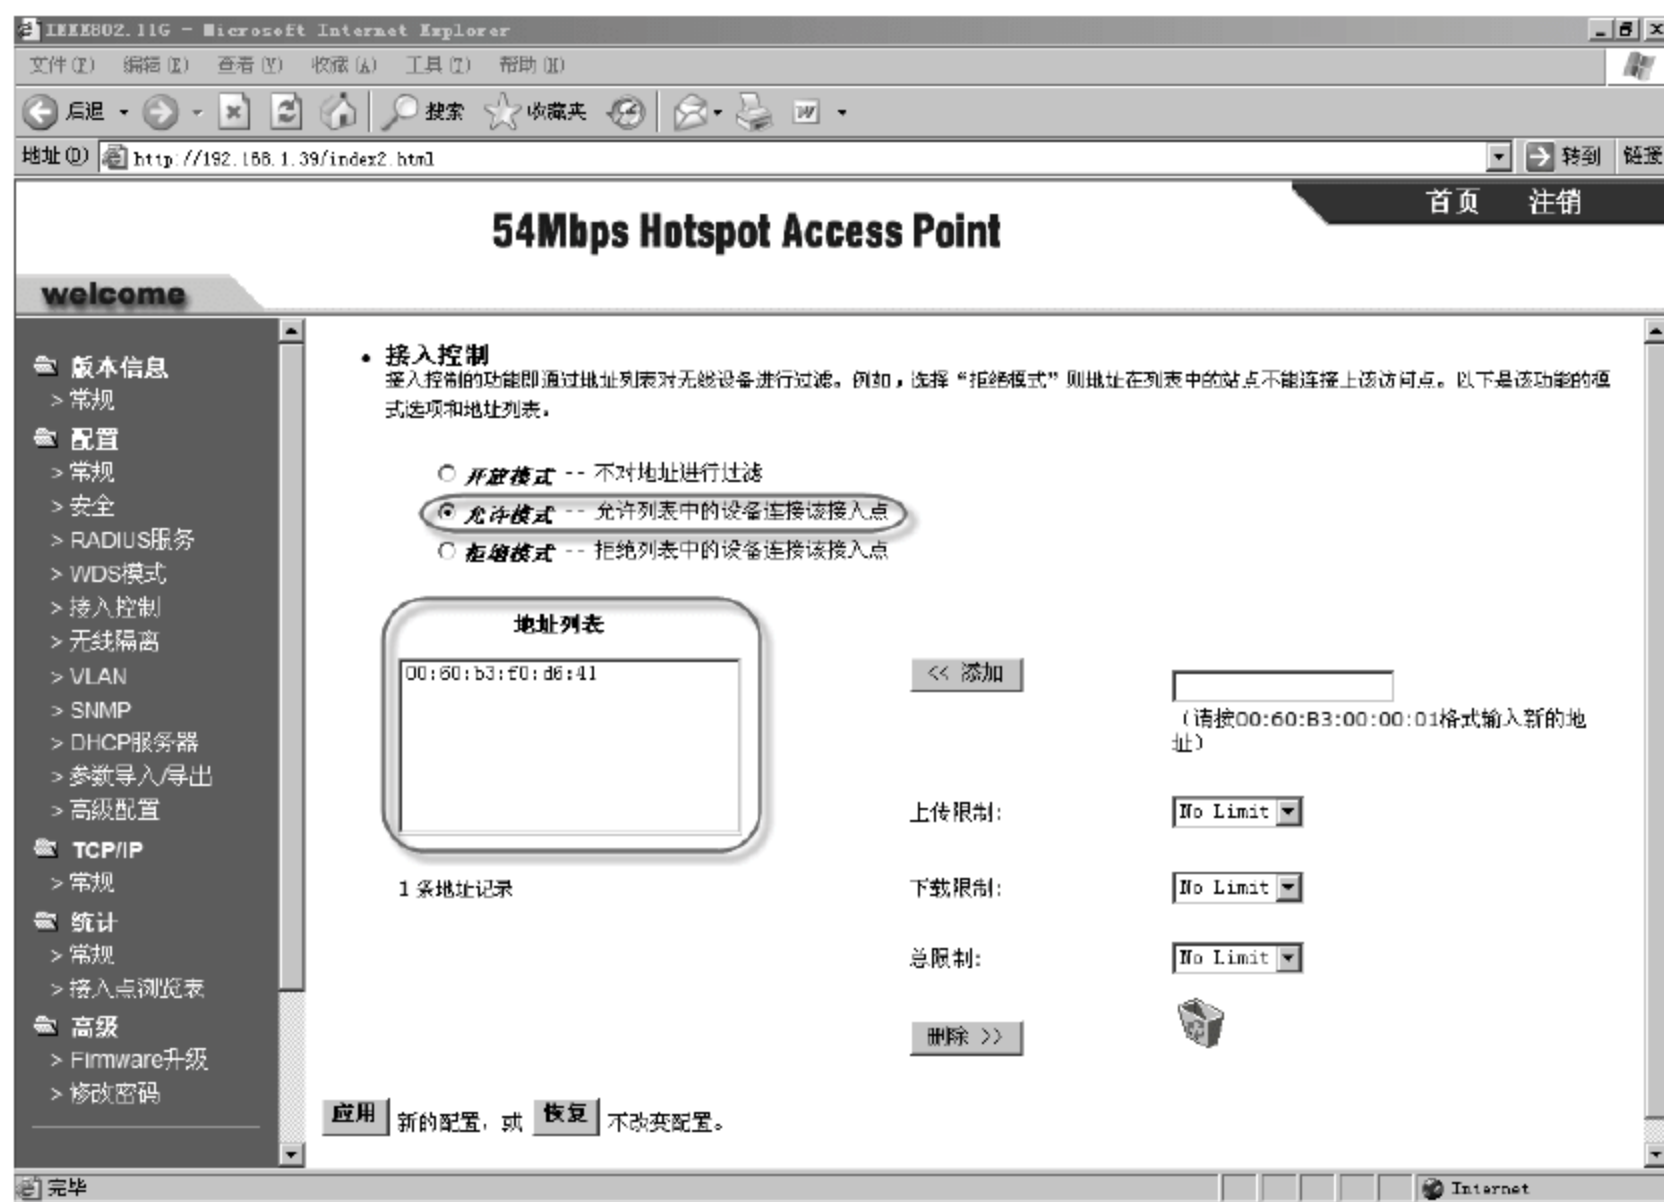 IEEE802.11G - Microsoft Internet Explorer
文件(F) 编辑(E) 查看(V) 收藏(A) 工具(T) 帮助(H)
后退 搜索 收藏夹
地址(D) http://192.168.1.39/index2.html 转到 链接
首页 注销
54Mbps Hotspot Access Point
welcome
版本信息
> 常规
配置
> 常规
> 安全
> RADIUS服务
> WDS模式
> 接入控制
> 无线隔离
> VLAN
> SNMP
> DHCP服务器
> 参数导入/导出
> 高级配置
TCP/IP
> 常规
统计
> 常规
> 接入点浏览表
高级
> Firmware升级
> 修改密码
• 接入控制
接入控制的功能即通过地址列表对无线设备进行过滤。例如，选择“拒绝模式”则地址在列表中的站点不能连接上该访问点。以下是该功能的模
式选项和地址列表。
开放模式 -- 不对地址进行过滤
允许模式 -- 允许列表中的设备连接该接入点
拒绝模式 -- 拒绝列表中的设备连接该接入点
地址列表
00:60:b3:f0:d6:41
1 条地址记录
<< 添加
（请按00:60:B3:00:00:01格式输入新的地
址）
上传限制: No Limit
下载限制: No Limit
总限制: No Limit
删除 >>
应用 新的配置，或 恢复 不改变配置。
完毕 Internet